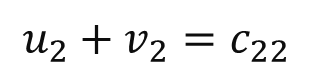 u₂ + v₂ = c₂₂